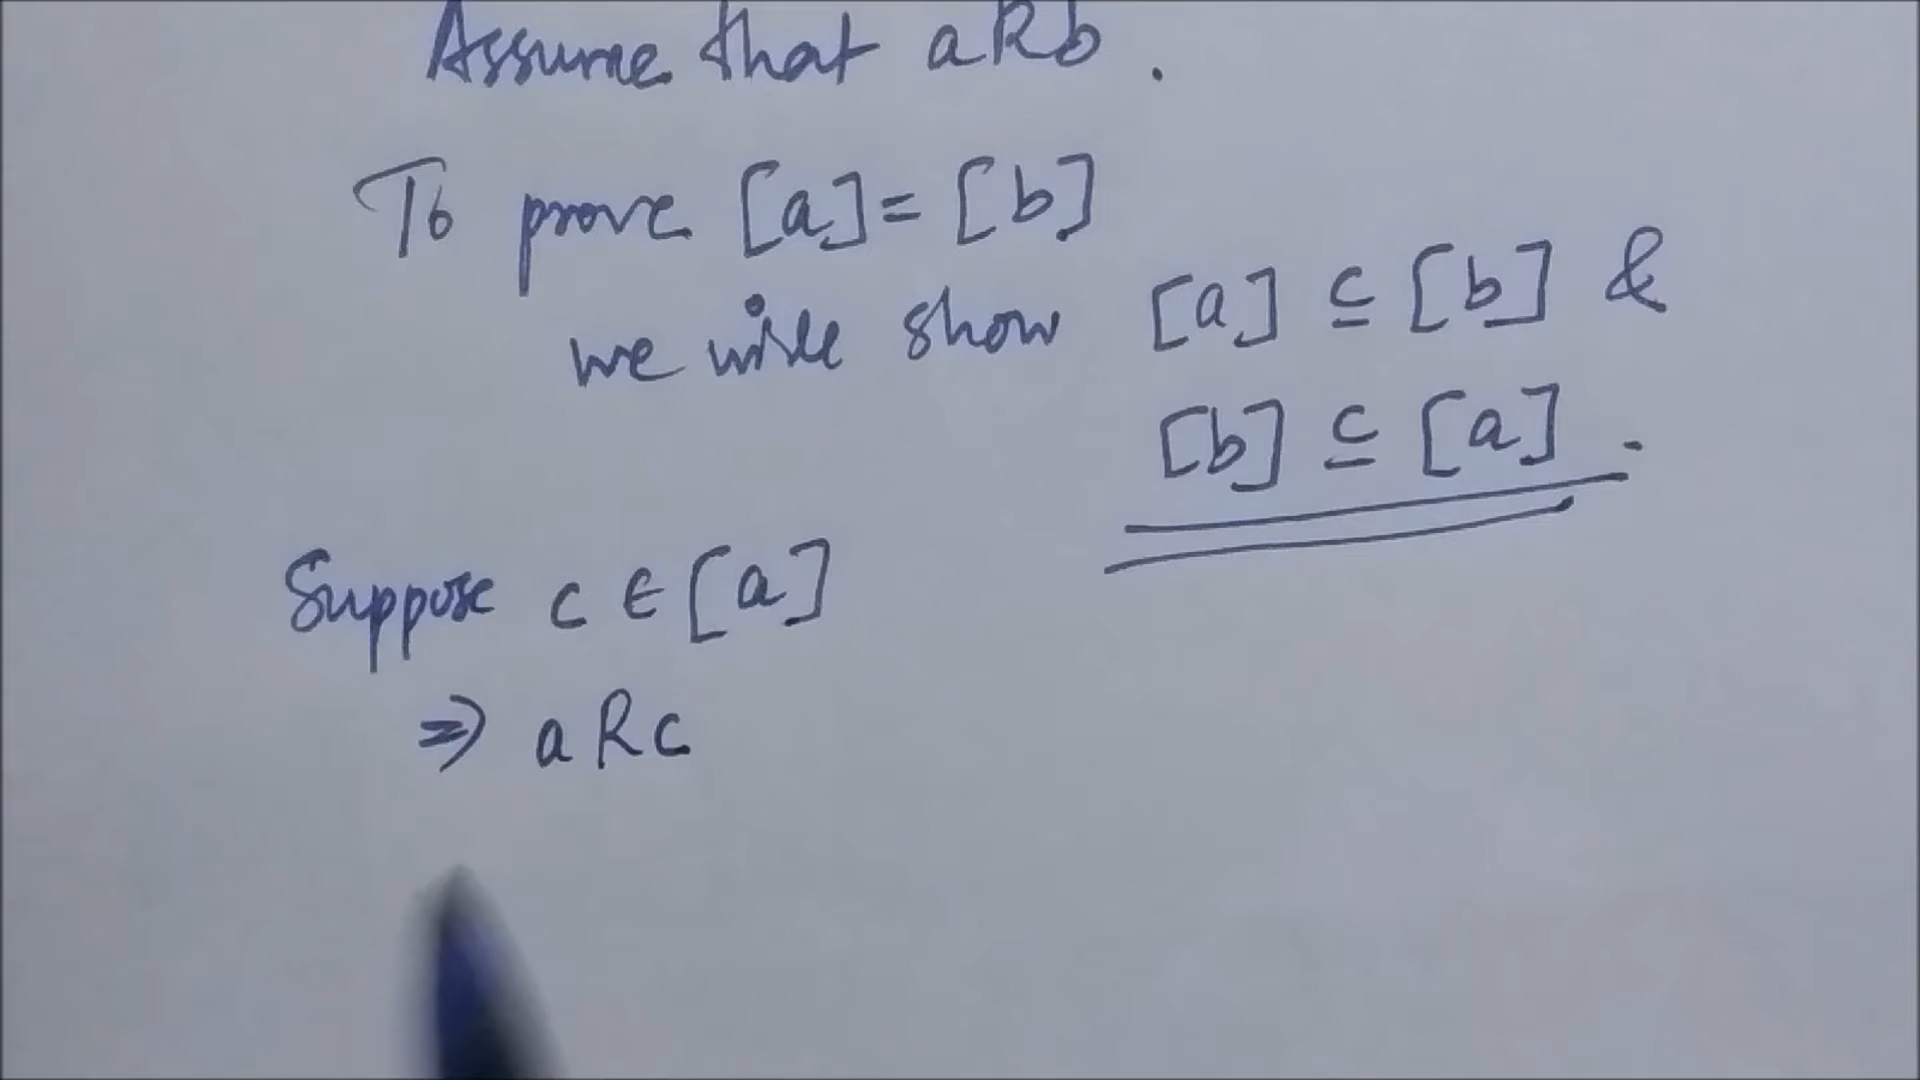 Assume that aRb.
To prove [a] = [b]
we will show [a] ⊆ [b] &
[b] ⊆ [a].
Suppose c ∈ [a]
⇒ aRc